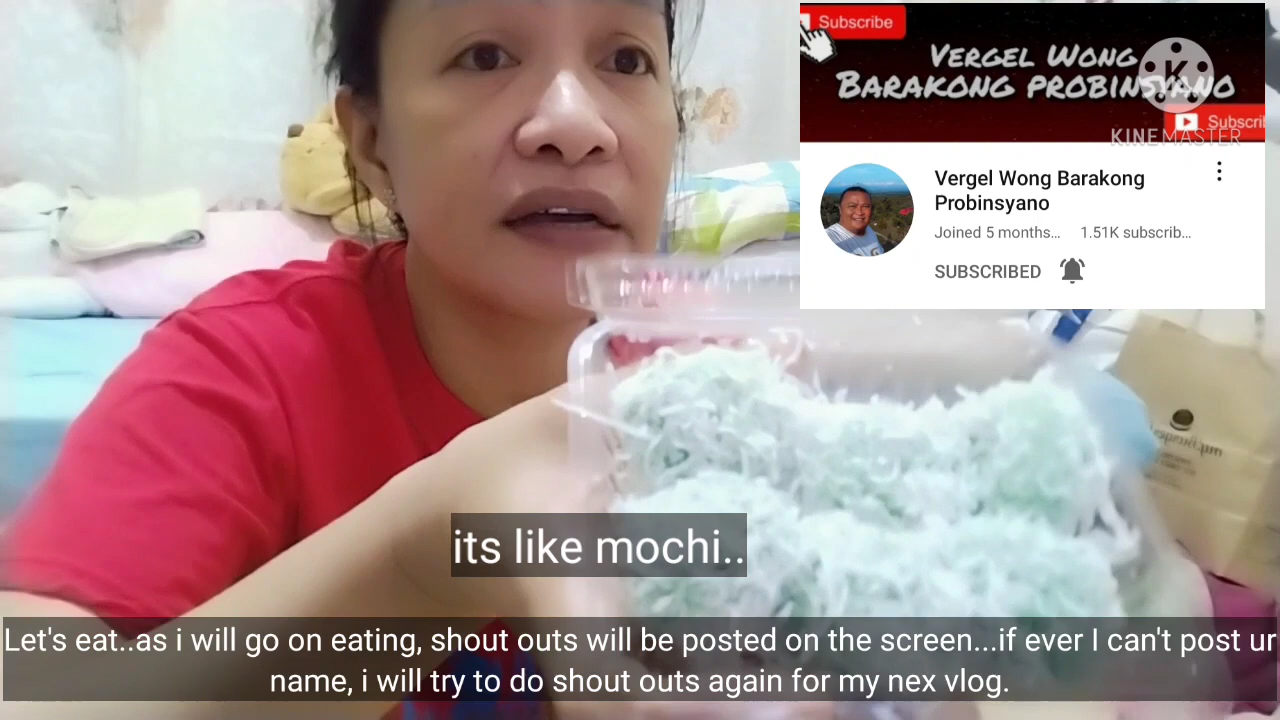 Subscribe
VERGEL WONG
BARAKONG PROBINSYANO
Subscri
KINEMASTER
Vergel Wong Barakong
Probinsyano
Joined 5 months... 1.51K subscrib...
SUBSCRIBED
its like mochi..
Let's eat..as i will go on eating, shout outs will be posted on the screen...if ever I can't post ur
name, i will try to do shout outs again for my nex vlog.